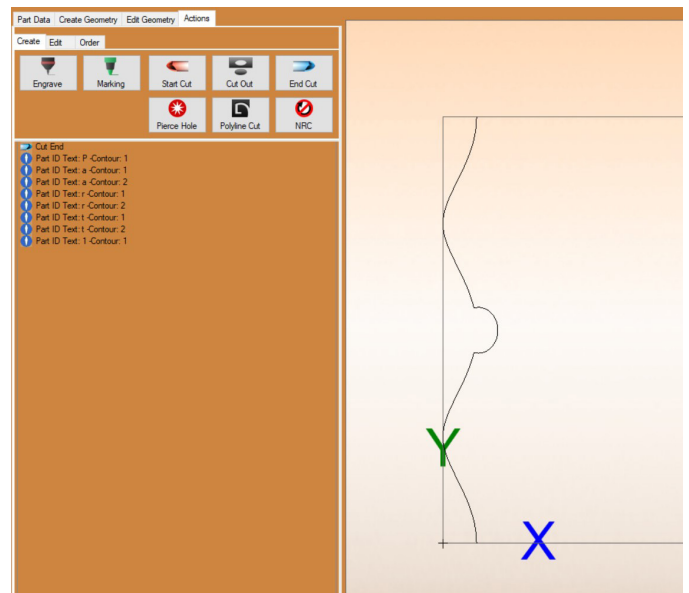 Part Data Create Geometry Edit Geometry Actions
Create Edit Order
Engrave Marking Start Cut Cut Out End Cut
Pierce Hole Polyline Cut NRC
Cut End
Part ID Text: P -Contour: 1
Part ID Text: a -Contour: 1
Part ID Text: a -Contour: 2
Part ID Text: r -Contour: 1
Part ID Text: r -Contour: 2
Part ID Text: t -Contour: 1
Part ID Text: t -Contour: 2
Part ID Text: 1 -Contour: 1
Y
X